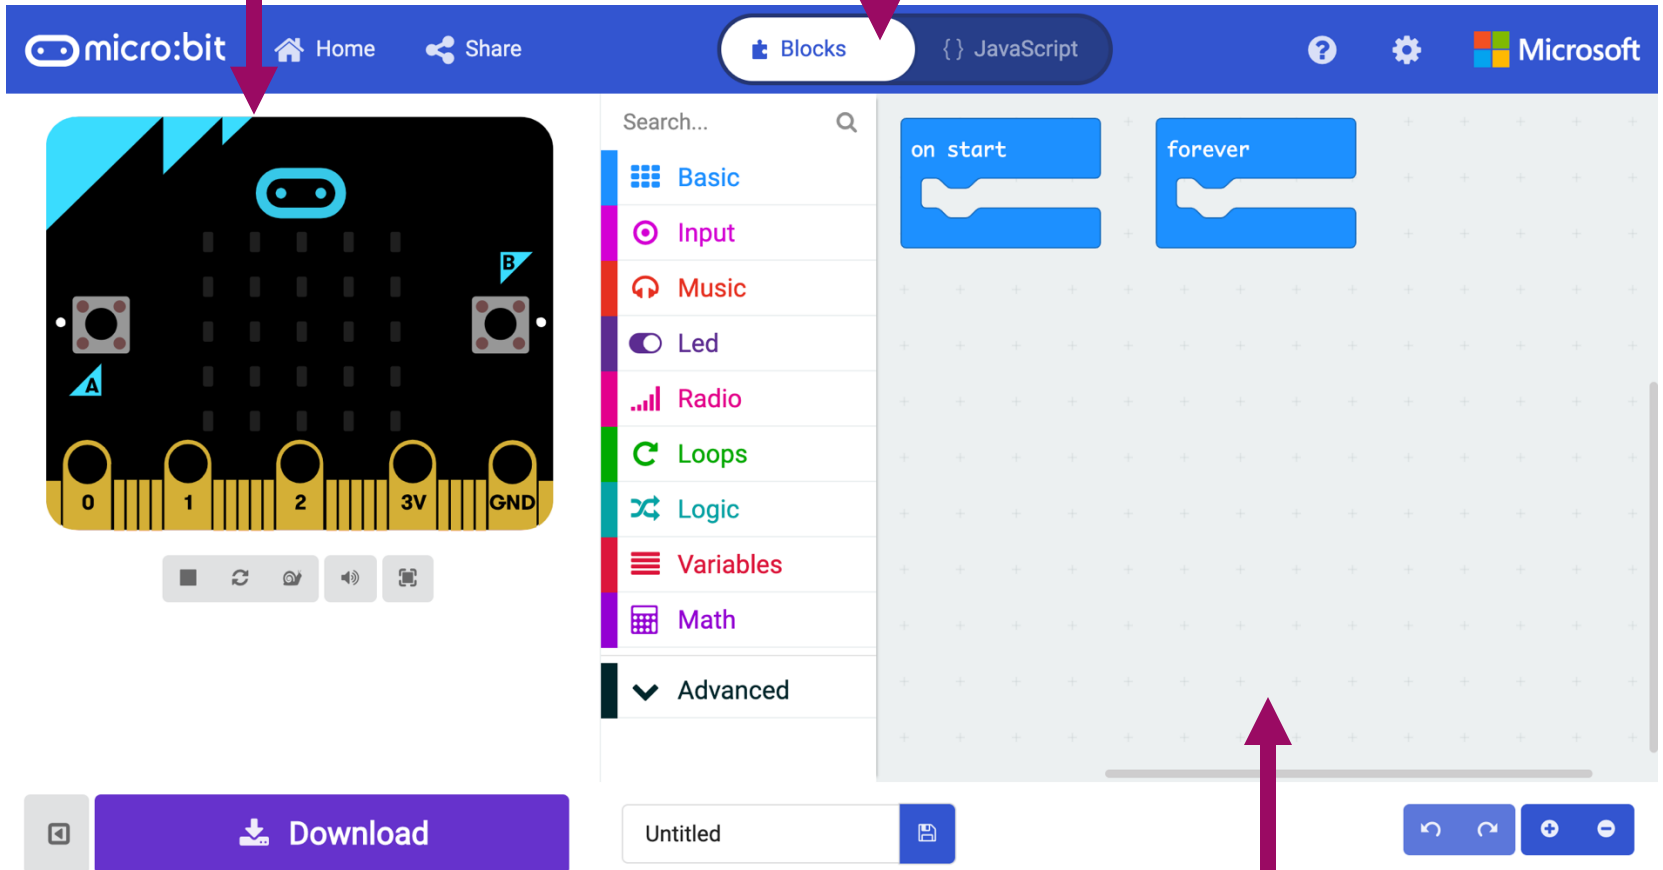 micro:bit
Home
Share
Blocks
{ } JavaScript
?
Microsoft
Search...
Basic
Input
Music
Led
Radio
Loops
Logic
Variables
Math
Advanced
on start
forever
B
A
0 1 2 3V GND
Download
Untitled